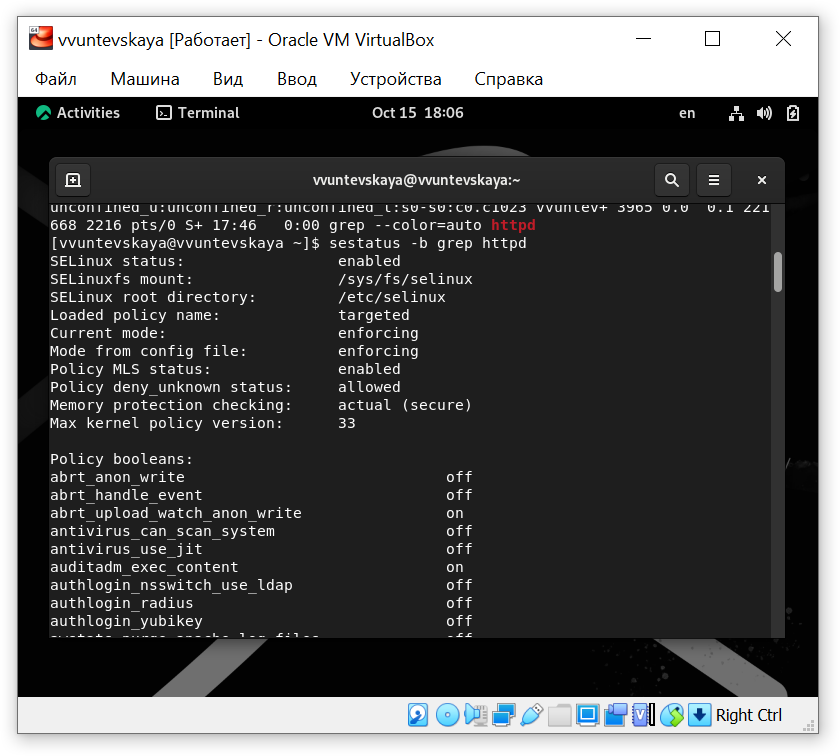 64
vvuntevskaya [Работает] - Oracle VM VirtualBox
Файл Машина Вид Ввод Устройства Справка
Activities Terminal Oct 15 18:06 en
vvuntevskaya@vvuntevskaya:~
unconfined_u:unconfined_r:unconfined_t:s0-s0:c0.c1023 vvuntev+ 3965 0.0 0.1 221
668 2216 pts/0 S+ 17:46 0:00 grep --color=auto httpd
[vvuntevskaya@vvuntevskaya ~]$ sestatus -b grep httpd
SELinux status: enabled
SELinuxfs mount: /sys/fs/selinux
SELinux root directory: /etc/selinux
Loaded policy name: targeted
Current mode: enforcing
Mode from config file: enforcing
Policy MLS status: enabled
Policy deny_unknown status: allowed
Memory protection checking: actual (secure)
Max kernel policy version: 33
Policy booleans:
abrt_anon_write off
abrt_handle_event off
abrt_upload_watch_anon_write on
antivirus_can_scan_system off
antivirus_use_jit off
auditadm_exec_content on
authlogin_nsswitch_use_ldap off
authlogin_radius off
authlogin_yubikey off
off
Right Ctrl